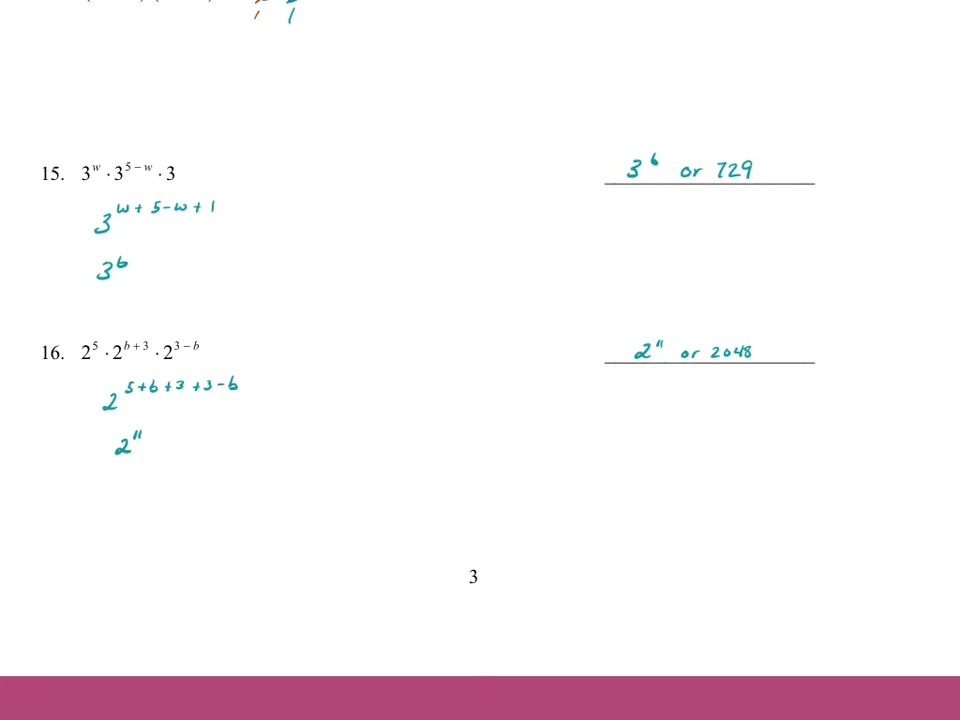 15. 3^w · 3^(5 − w) · 3
3^6 or 729
3^(w + 5 - w + 1)
3^6
16. 2^5 · 2^(b + 3) · 2^(3 − b)
2^11 or 2048
2^(5 + b + 3 + 3 - b)
2^11
3